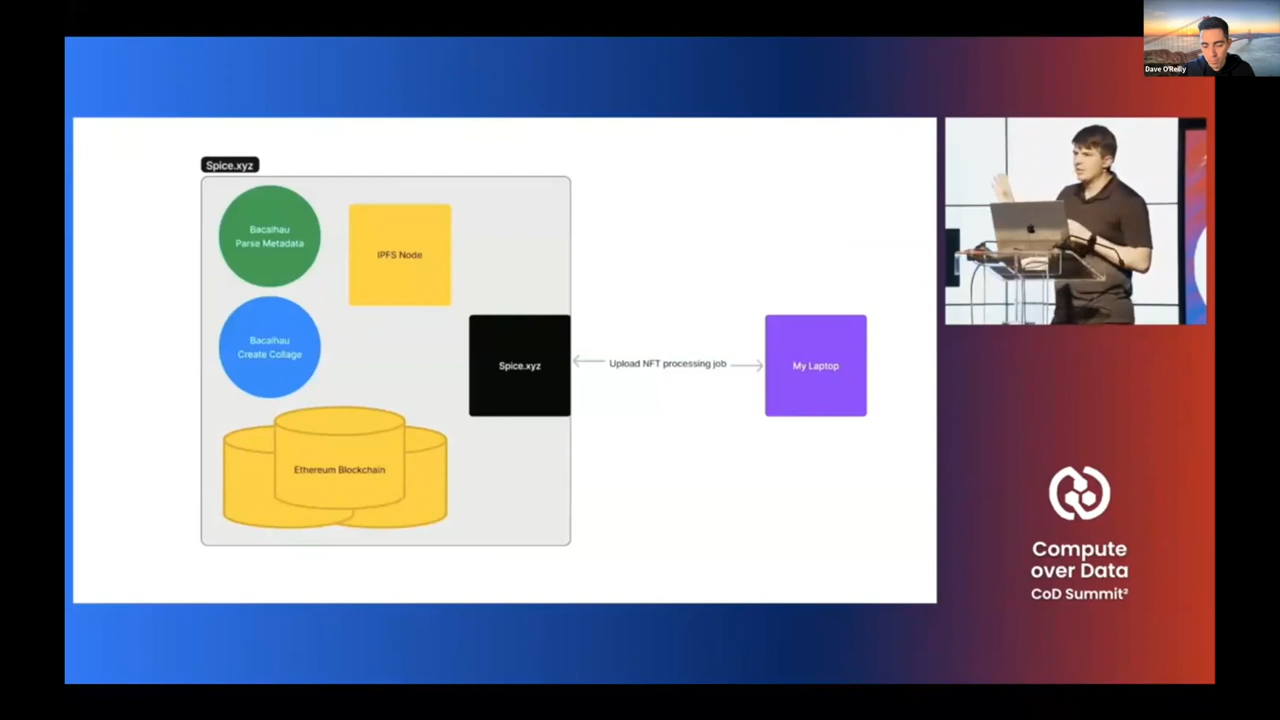 Dave O'Reilly
Spice.xyz
Bacalhau
Parse Metadata
IPFS Node
Bacalhau
Create Collage
Spice.xyz
Upload NFT processing job
My Laptop
Ethereum Blockchain
Compute
over Data
CoD Summit²